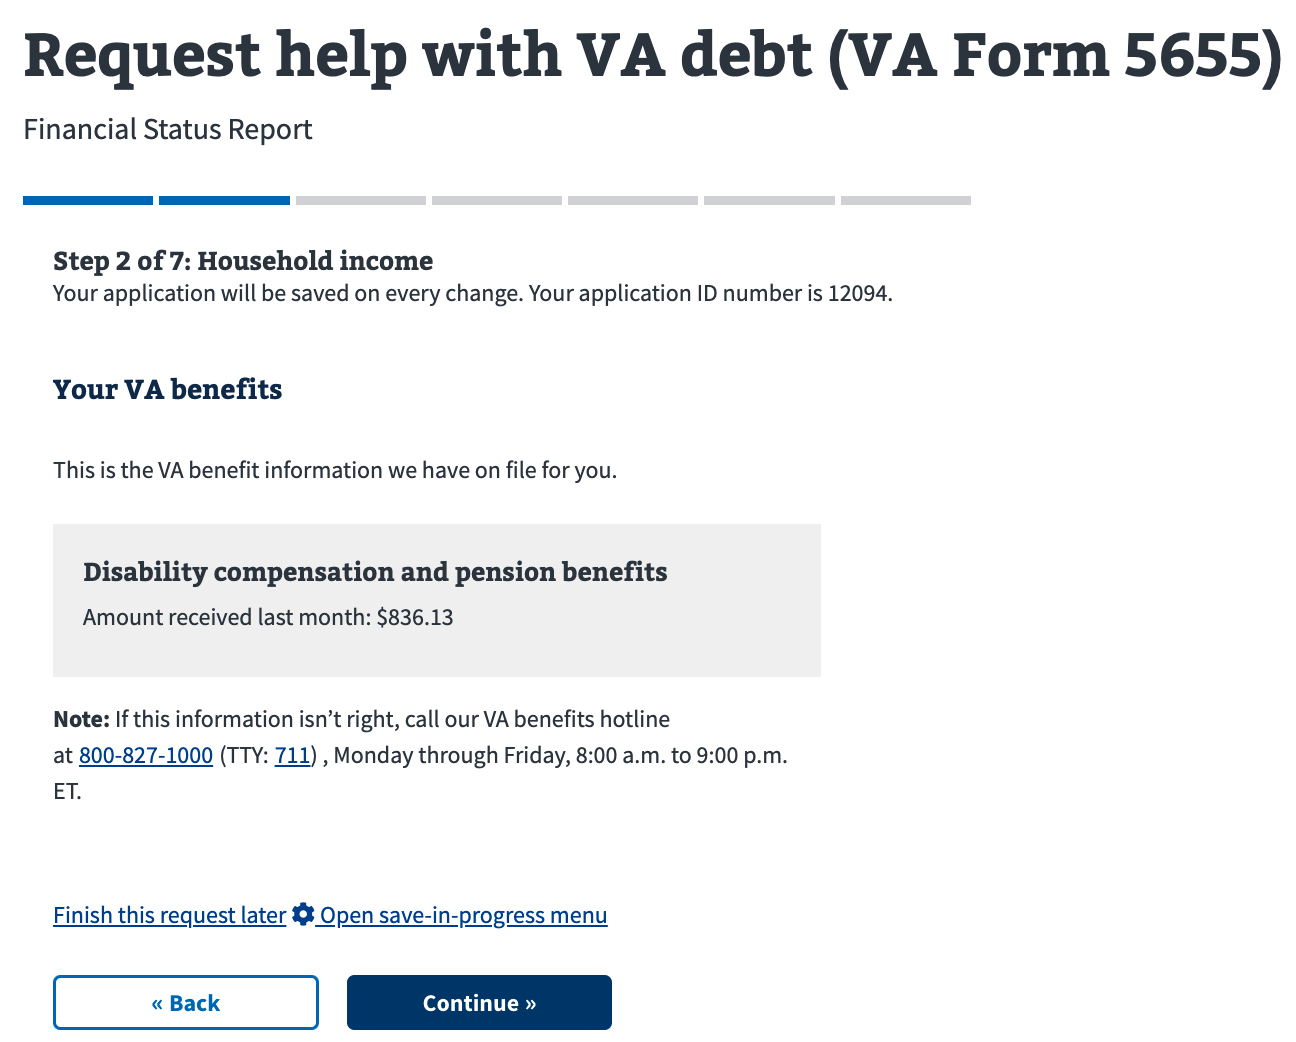 Request help with VA debt (VA Form 5655)
Financial Status Report
Step 2 of 7: Household income
Your application will be saved on every change. Your application ID number is 12094.
Your VA benefits
This is the VA benefit information we have on file for you.
Disability compensation and pension benefits
Amount received last month: $836.13
Note: If this information isn’t right, call our VA benefits hotline
at 800-827-1000 (TTY: 711) , Monday through Friday, 8:00 a.m. to 9:00 p.m.
ET.
Finish this request later Open save-in-progress menu
« Back Continue »